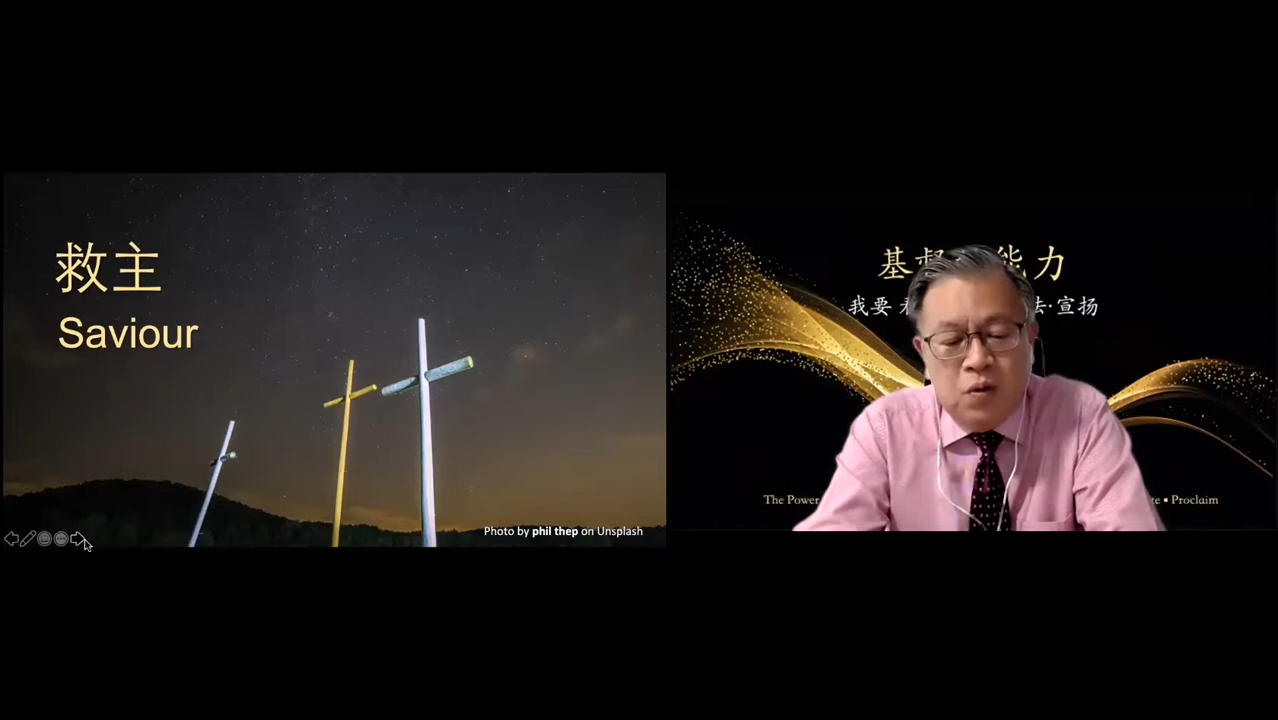 救主
Saviour
Photo by phil thep on Unsplash
基督 能力
我要 去·宣扬
The Power
▪ Proclaim